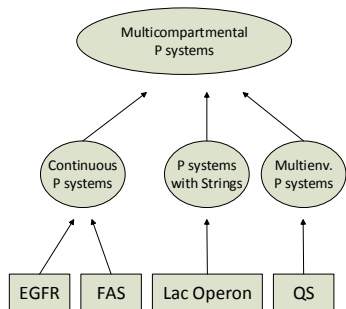 Multicompartmental
P systems
Continuous
P systems
P systems
with Strings
Multienv.
P systems
EGFR
FAS
Lac Operon
QS